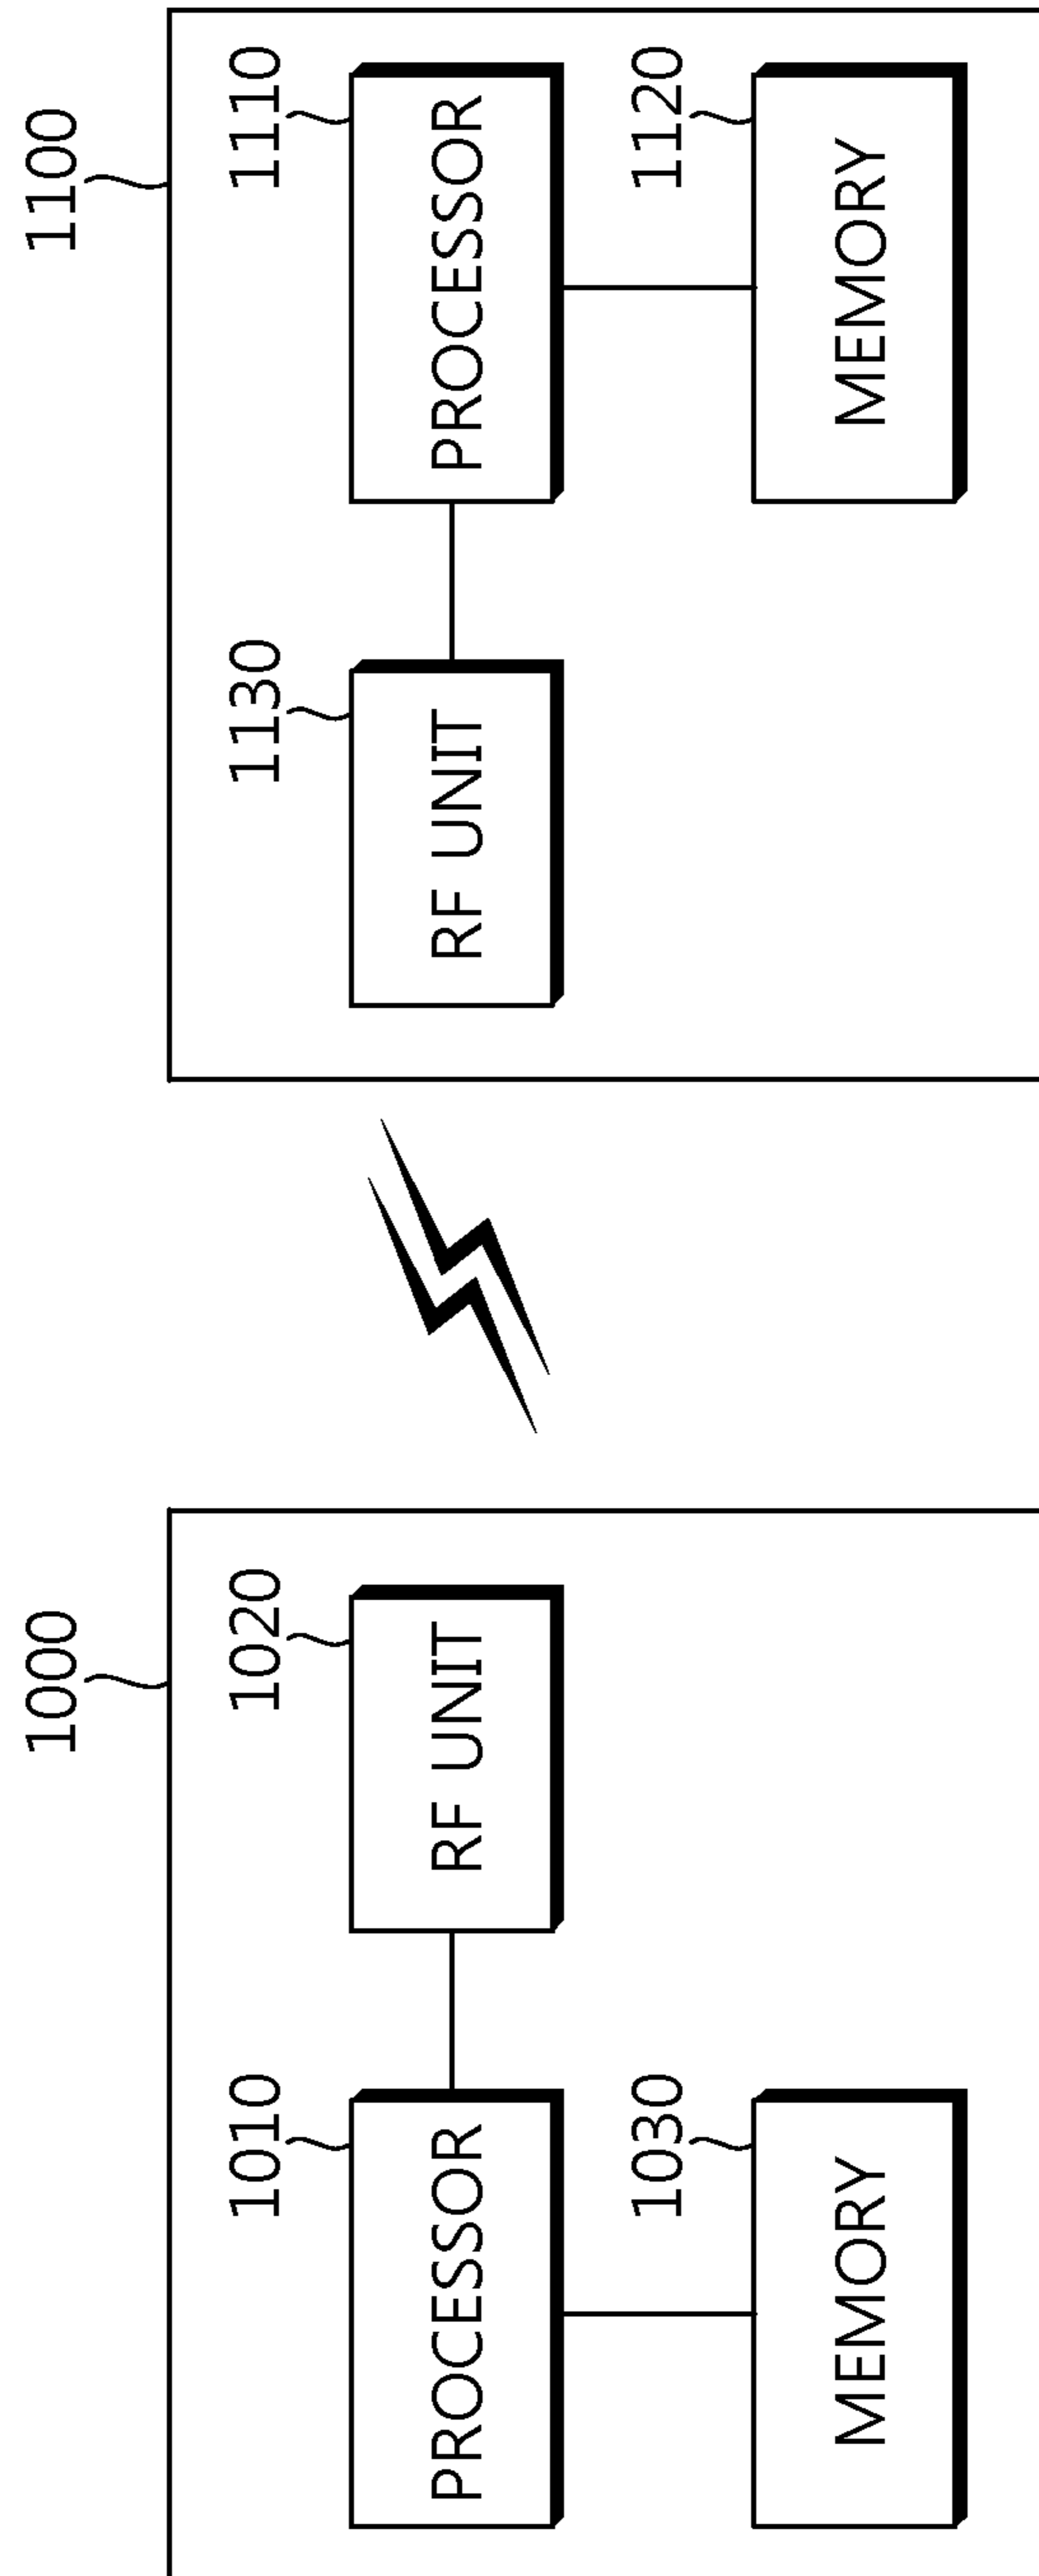 1000
1010
PROCESSOR
1020
RF UNIT
1030
MEMORY
1100
1130
RF UNIT
1110
PROCESSOR
1120
MEMORY